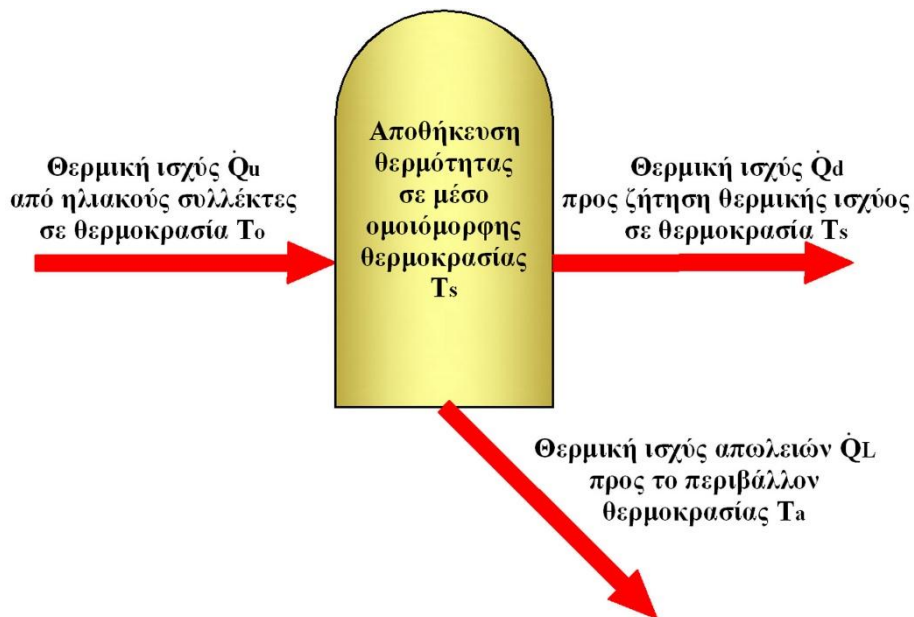 Θερμική ισχύς Q̇u
από ηλιακούς συλλέκτες
σε θερμοκρασία Το
Αποθήκευση
θερμότητας
σε μέσο
ομοιόμορφης
θερμοκρασίας
Ts
Θερμική ισχύς Q̇d
προς ζήτηση θερμικής ισχύος
σε θερμοκρασία Ts
Θερμική ισχύς απωλειών Q̇L
προς το περιβάλλον
θερμοκρασίας Ta